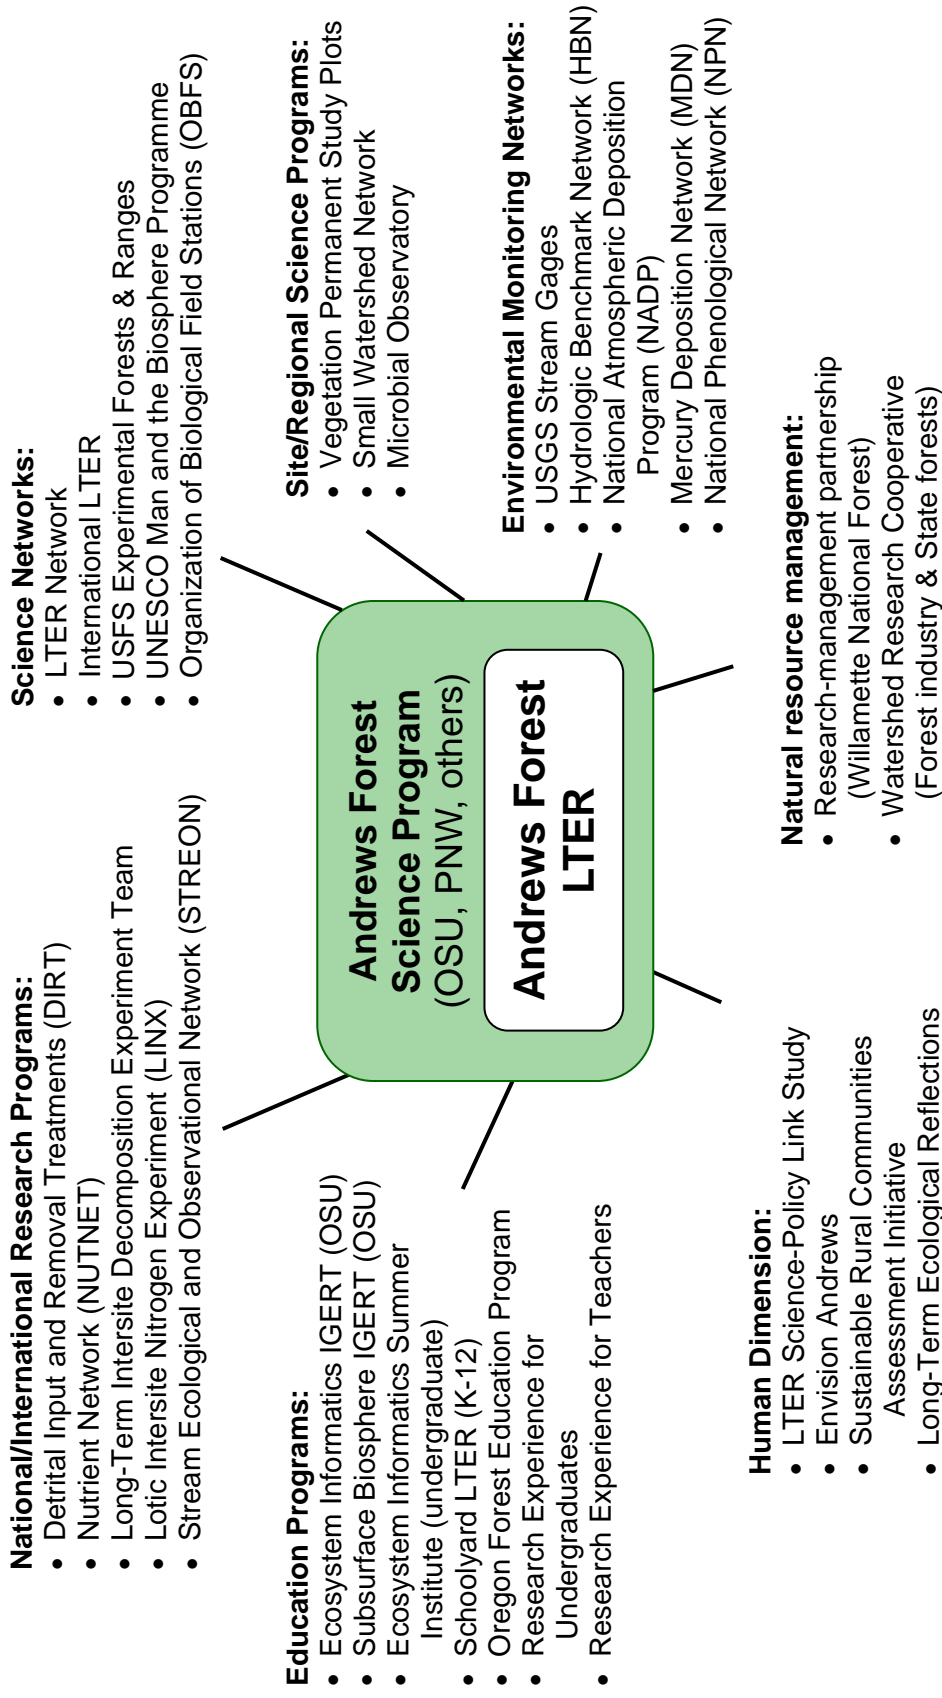 National/International Research Programs:
• Detrital Input and Removal Treatments (DIRT)
• Nutrient Network (NUTNET)
• Long-Term Intersite Decomposition Experiment Team
• Lotic Intersite Nitrogen Experiment (LINX)
• Stream Ecological and Observational Network (STREON)
Science Networks:
• LTER Network
• International LTER
• USFS Experimental Forests & Ranges
• UNESCO Man and the Biosphere Programme
• Organization of Biological Field Stations (OBFS)
Education Programs:
• Ecosystem Informatics IGERT (OSU)
• Subsurface Biosphere IGERT (OSU)
• Ecosystem Informatics Summer
Institute (undergraduate)
• Schoolyard LTER (K-12)
• Oregon Forest Education Program
• Research Experience for
Undergraduates
• Research Experience for Teachers
Andrews Forest
Science Program
(OSU, PNW, others)
Andrews Forest
LTER
Site/Regional Science Programs:
• Vegetation Permanent Study Plots
• Small Watershed Network
• Microbial Observatory
Environmental Monitoring Networks:
• USGS Stream Gages
• Hydrologic Benchmark Network (HBN)
• National Atmospheric Deposition
Program (NADP)
• Mercury Deposition Network (MDN)
• National Phenological Network (NPN)
Human Dimension:
• LTER Science-Policy Link Study
• Envision Andrews
• Sustainable Rural Communities
Assessment Initiative
• Long-Term Ecological Reflections
Natural resource management:
• Research-management partnership
(Willamette National Forest)
• Watershed Research Cooperative
(Forest industry & State forests)